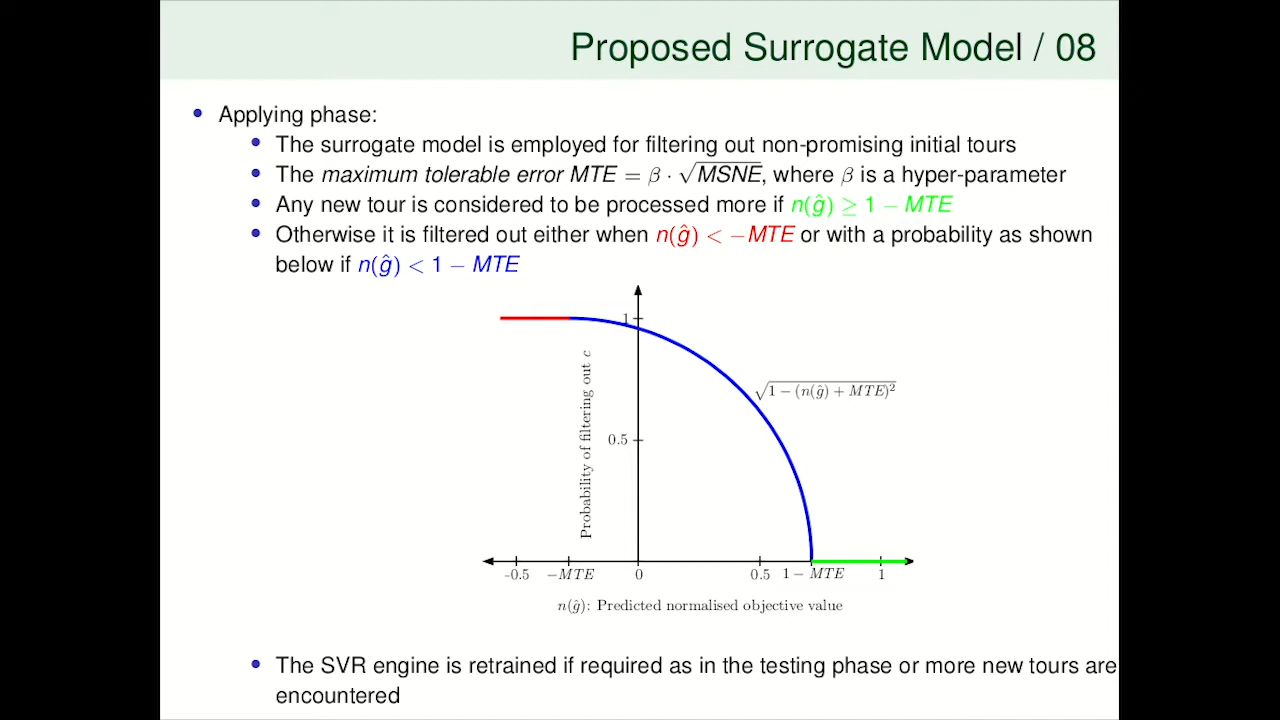 Proposed Surrogate Model / 08
• Applying phase:
• The surrogate model is employed for filtering out non-promising initial tours
• The maximum tolerable error MTE = β · √MSNE, where β is a hyper-parameter
• Any new tour is considered to be processed more if n(ĝ) ≥ 1 − MTE
• Otherwise it is filtered out either when n(ĝ) < −MTE or with a probability as shown
below if n(ĝ) < 1 − MTE
1
√1 − (n(ĝ) + MTE)²
0.5
Probability of filtering out c
-0.5 −MTE 0 0.5 1 − MTE 1
n(ĝ): Predicted normalised objective value
• The SVR engine is retrained if required as in the testing phase or more new tours are
encountered